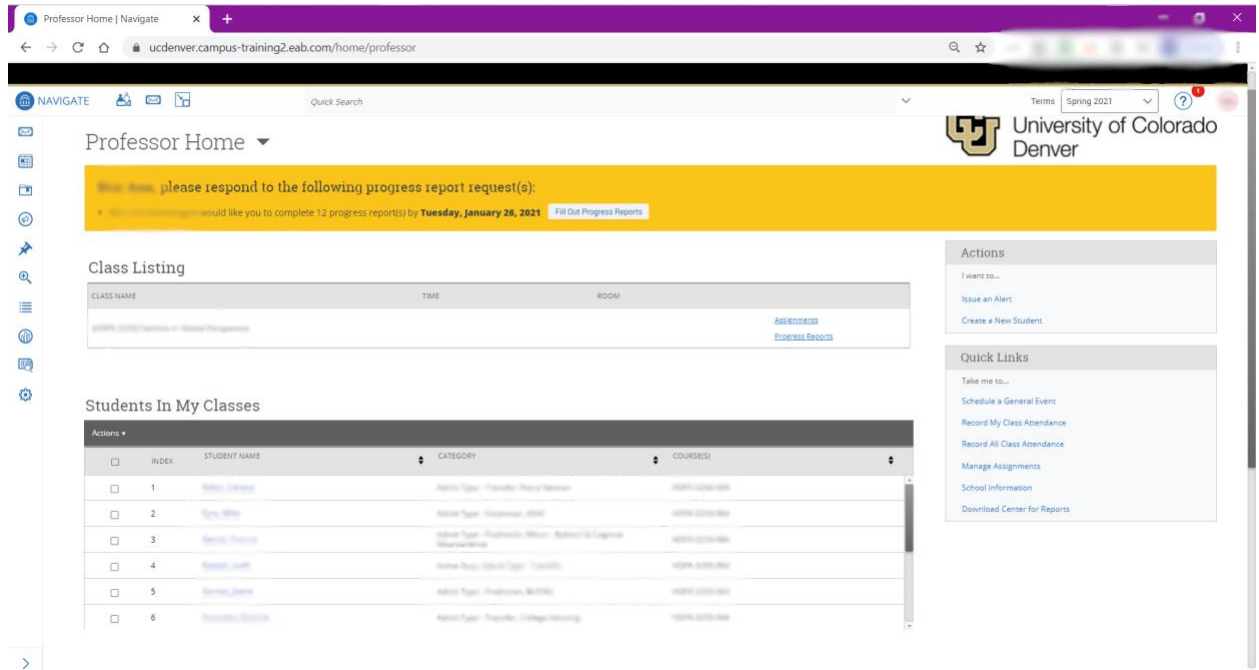 Professor Home | Navigate
ucdenver.campus-training2.eab.com/home/professor
NAVIGATE
Quick Search
Terms Spring 2021
1
Professor Home
University of Colorado
Denver
please respond to the following progress report request(s):
would like you to complete 12 progress report(s) by Tuesday, January 26, 2021 Fill Out Progress Reports
Class Listing
CLASS NAME TIME ROOM
Assignments
Progress Reports
Students In My Classes
Actions
INDEX STUDENT NAME CATEGORY COURSE(S)
1
2
3
4
5
6
Actions
I want to...
Issue an Alert
Create a New Student
Quick Links
Take me to...
Schedule a General Event
Record My Class Attendance
Record All Class Attendance
Manage Assignments
School Information
Download Center for Reports